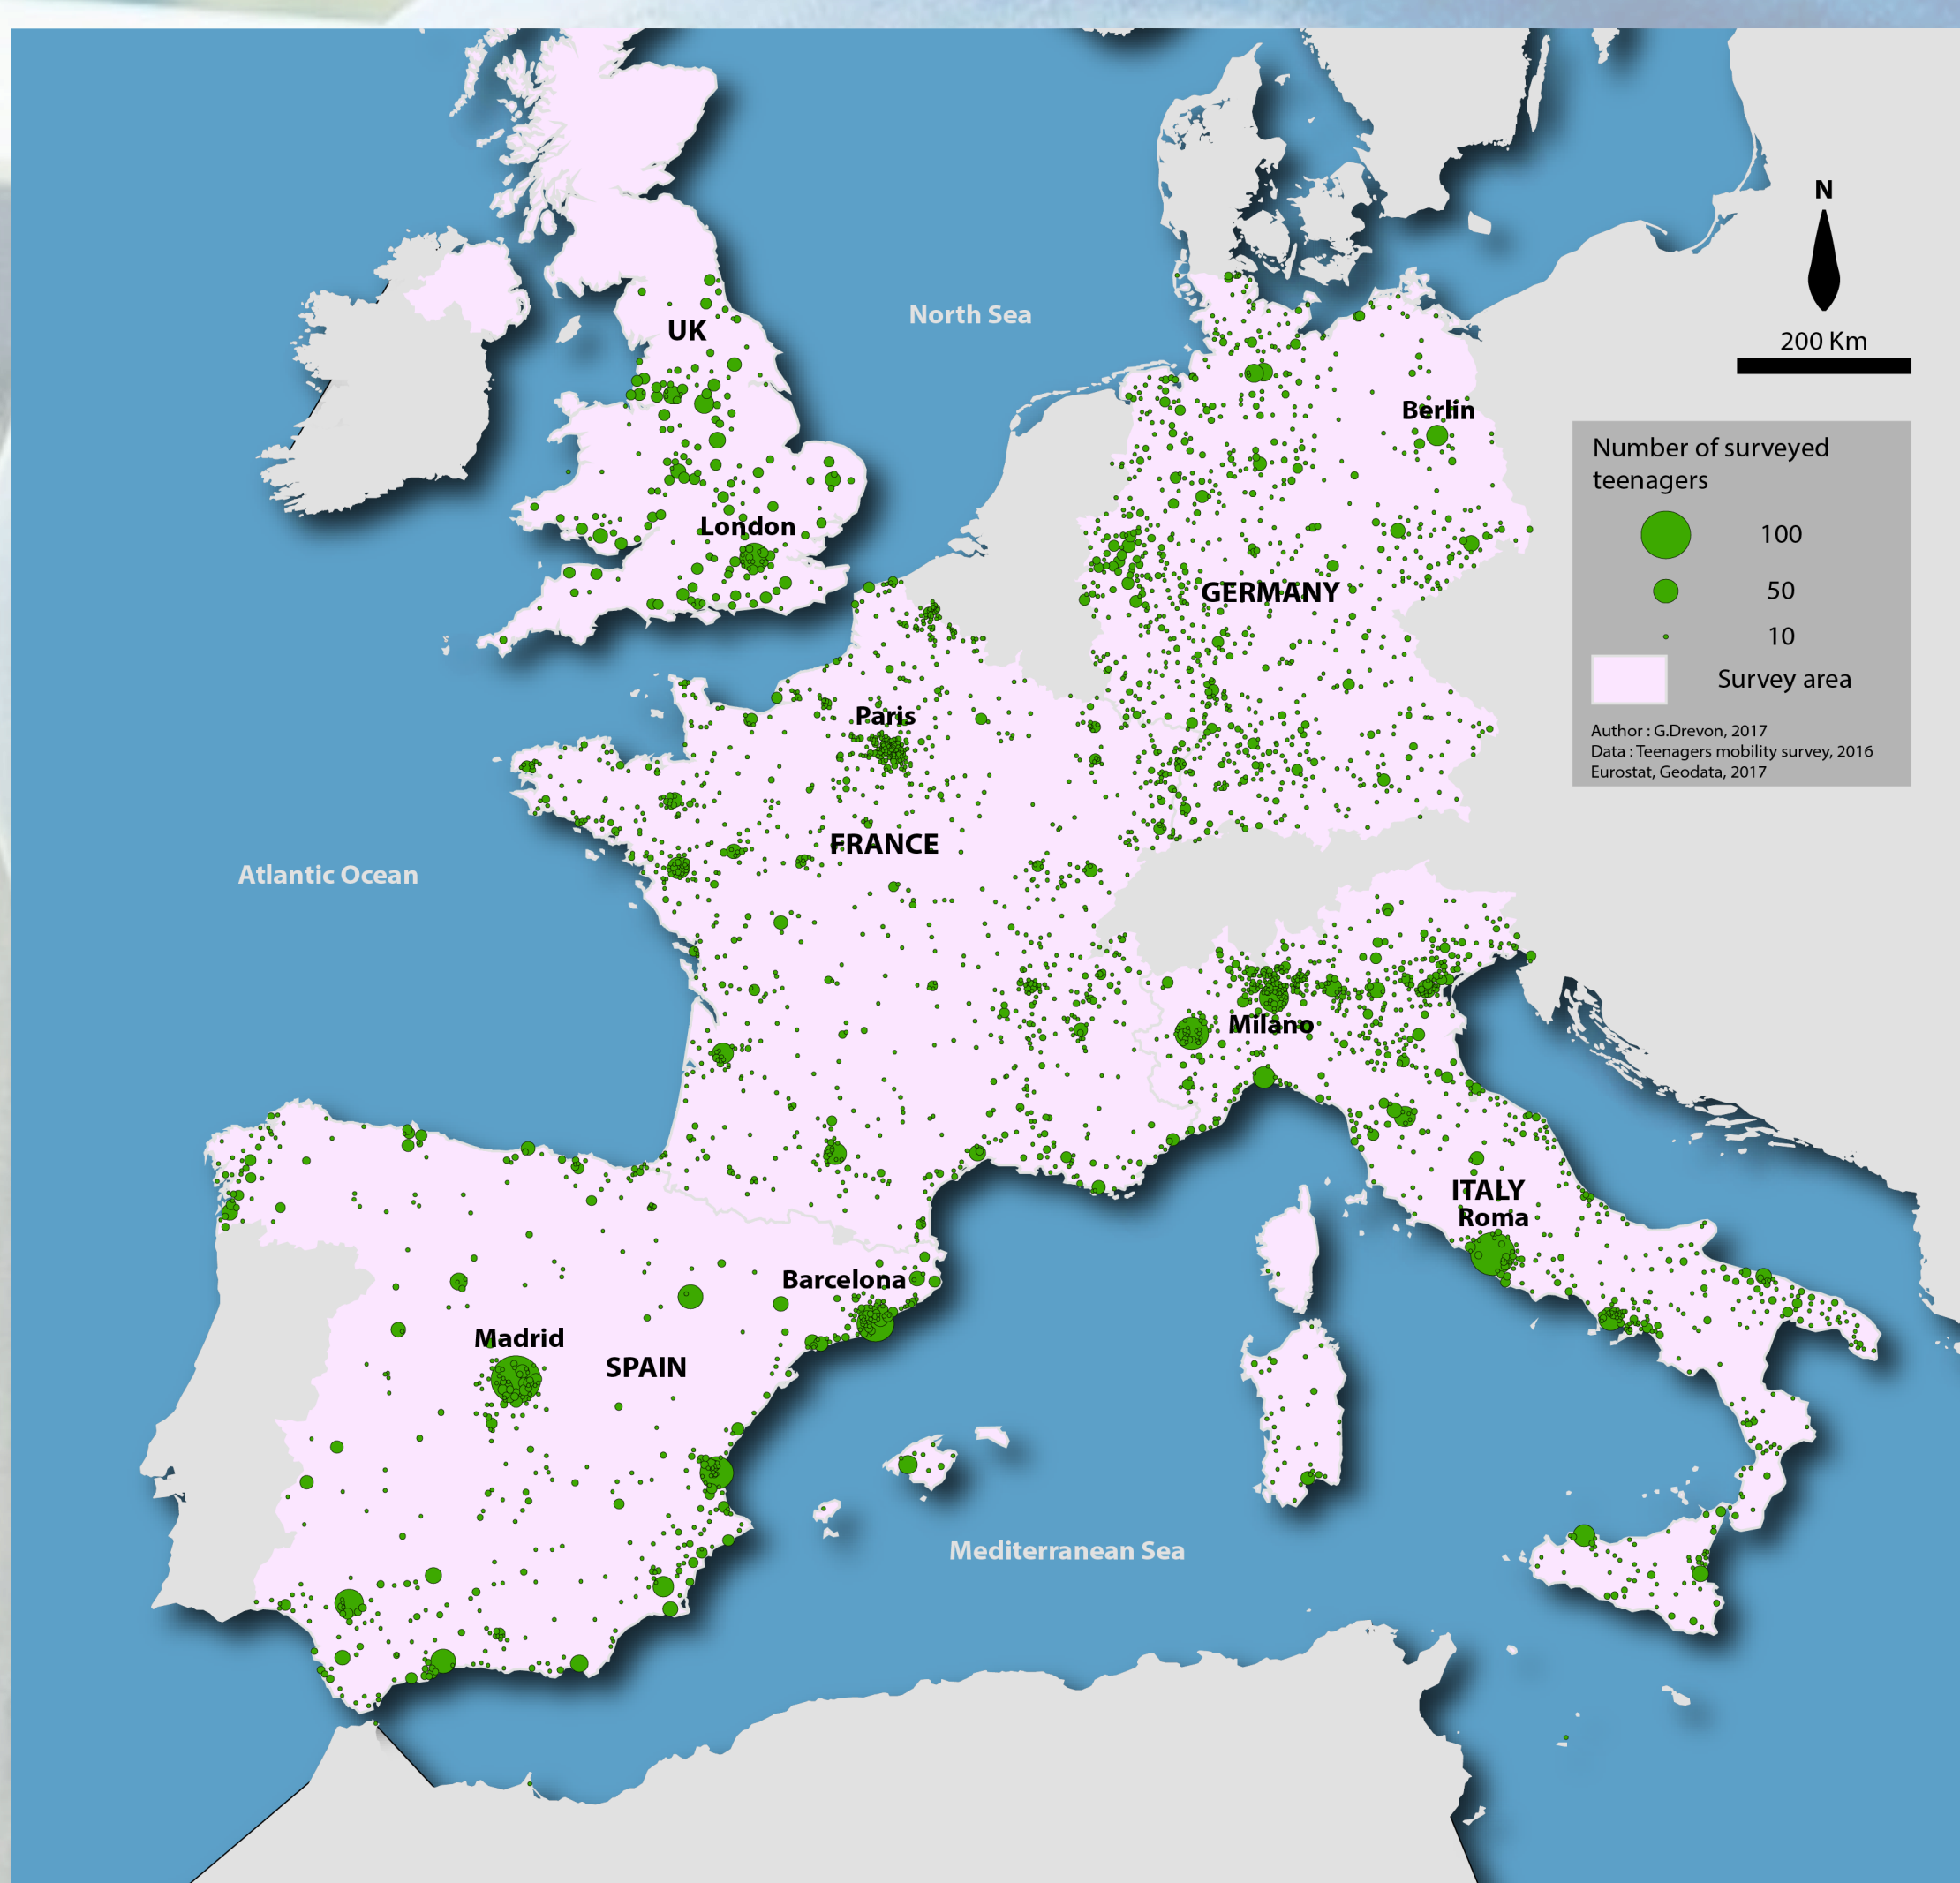 N
200 Km
North Sea
UK
Berlin
Number of surveyed
teenagers
100
50
10
Survey area
Author : G.Drevon, 2017
Data : Teenagers mobility survey, 2016
Eurostat, Geodata, 2017
London
GERMANY
Paris
FRANCE
Atlantic Ocean
Milano
ITALY
Roma
Barcelona
Madrid
SPAIN
Mediterranean Sea